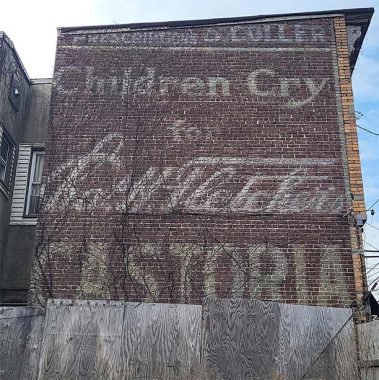 Children Cry
for
Chas. H. Fletcher's
CASTORIA